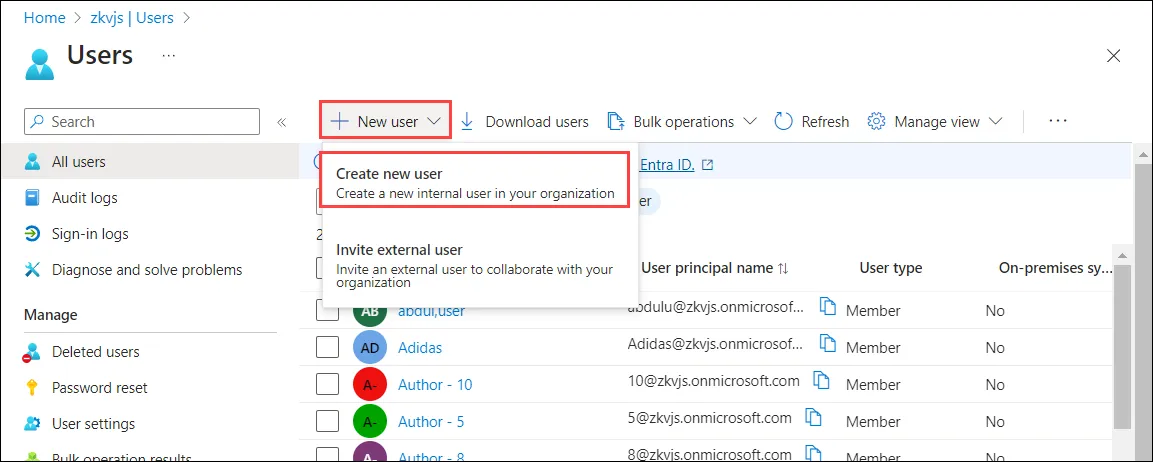 Home > zkvjs | Users >
Users ...
Search «
New user Download users Bulk operations Refresh Manage view ...
All users
Audit logs
Sign-in logs
Diagnose and solve problems
Manage
Deleted users
Password reset
User settings
Bulk operation results
Create new user
Create a new internal user in your organization
Invite external user
Invite an external user to collaborate with your
organization
Entra ID.
er
2
User principal name User type On-premises sy...
AB abdul,user abdulu@zkvjs.onmicrosof... Member No
AD Adidas Adidas@zkvjs.onmicrosoft... Member No
A- Author - 10 10@zkvjs.onmicrosoft.com Member No
A- Author - 5 5@zkvjs.onmicrosoft.com Member No
A- Author - 8 8@zkvjs.onmicrosoft.com Member No